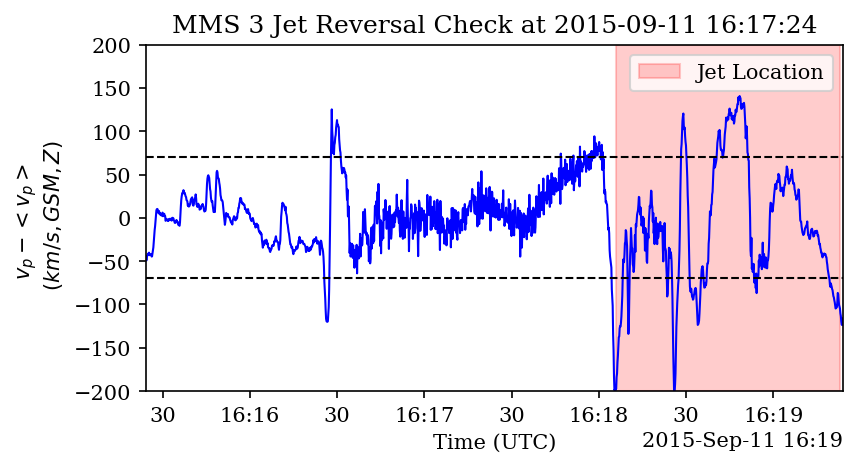 MMS 3 Jet Reversal Check at 2015-09-11 16:17:24
200
150
100
50
0
−50
−100
−150
−200
v_p − < v_p >
(km/s, GSM, Z)
Jet Location
30 16:16 30 16:17 30 16:18 30 16:19
Time (UTC)
2015-Sep-11 16:19